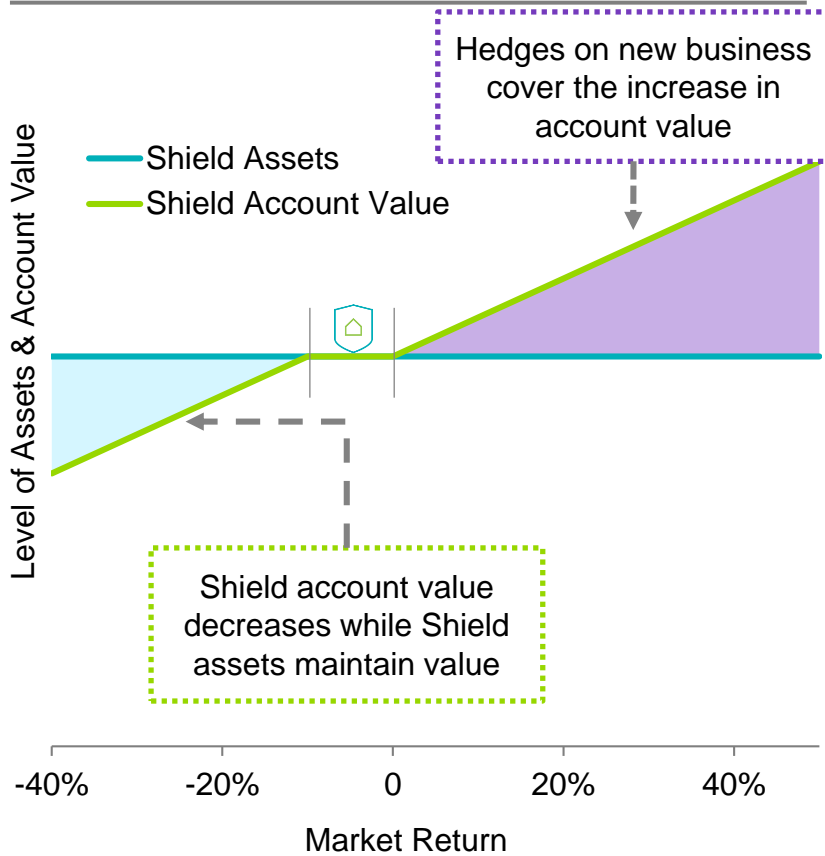 Hedges on new business
cover the increase in
account value
Shield Assets
Shield Account Value
Level of Assets & Account Value
Shield account value
decreases while Shield
assets maintain value
-40%
-20%
0
20%
40%
Market Return